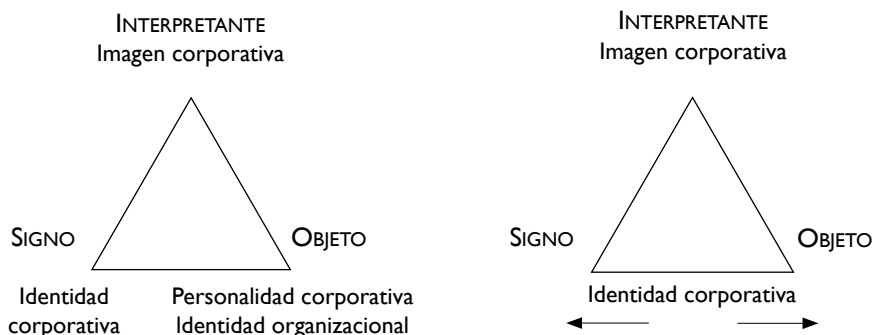 INTERPRETANTE
Imagen corporativa
SIGNO
OBJETO
Identidad
corporativa
Personalidad corporativa
Identidad organizacional
INTERPRETANTE
Imagen corporativa
SIGNO
OBJETO
Identidad corporativa